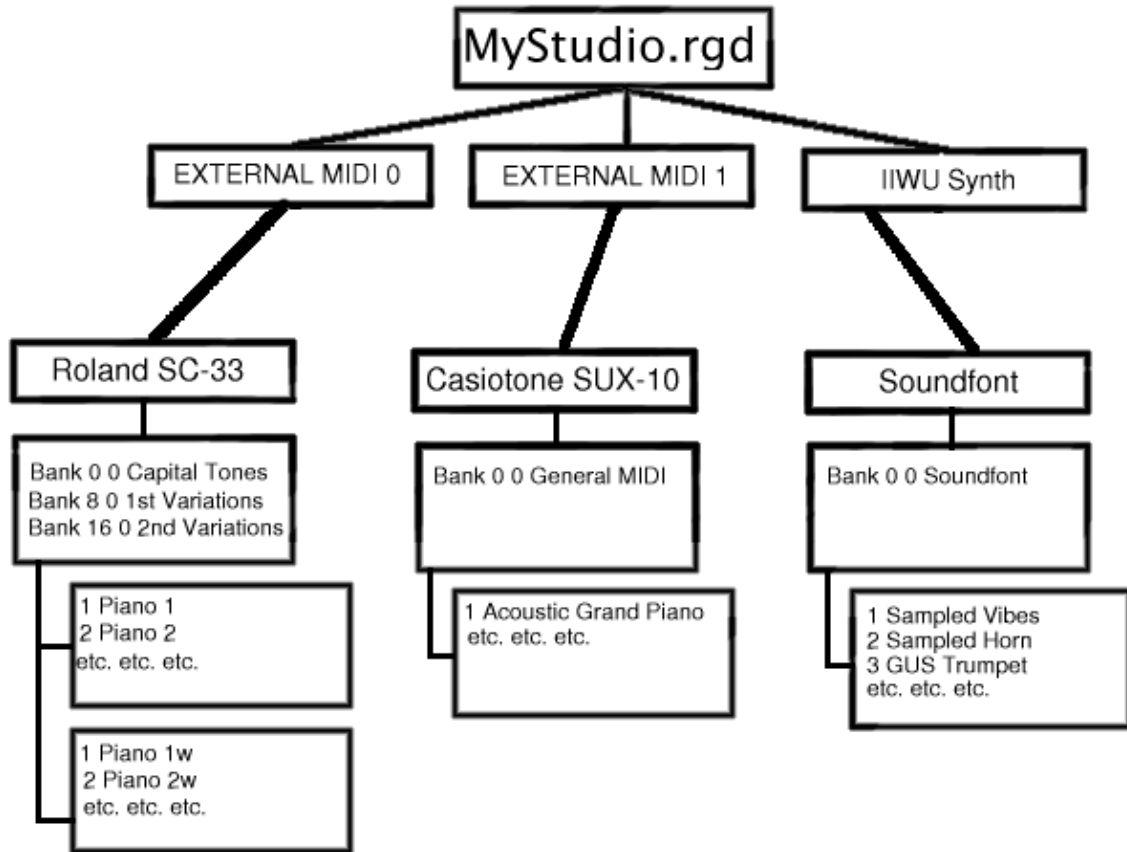 MyStudio.rgd
EXTERNAL MIDI 0
EXTERNAL MIDI 1
IIWU Synth
Roland SC-33
Casiotone SUX-10
Soundfont
Bank 0 0 Capital Tones
Bank 8 0 1st Variations
Bank 16 0 2nd Variations
Bank 0 0 General MIDI
Bank 0 0 Soundfont
1 Piano 1
2 Piano 2
etc. etc. etc.
1 Piano 1w
2 Piano 2w
etc. etc. etc.
1 Acoustic Grand Piano
etc. etc. etc.
1 Sampled Vibes
2 Sampled Horn
3 GUS Trumpet
etc. etc. etc.